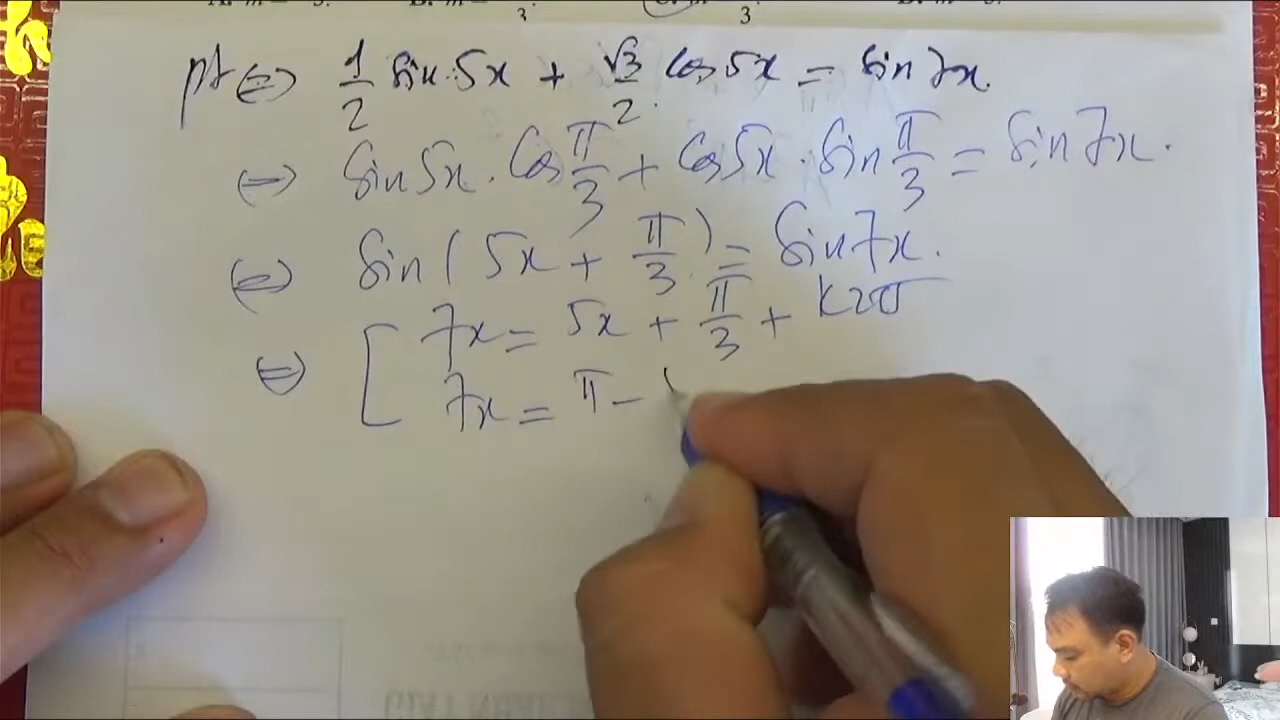 pt ⇔ 1/2 sin 5x + √3/2 cos 5x = sin 7x.
⇔ sin 5x . cos π/3 + cos 5x . sin π/3 = sin 7x.
⇔ sin ( 5x + π/3 ) = sin 7x.
⇔ [ 7x = 5x + π/3 + k2π
7x = π –